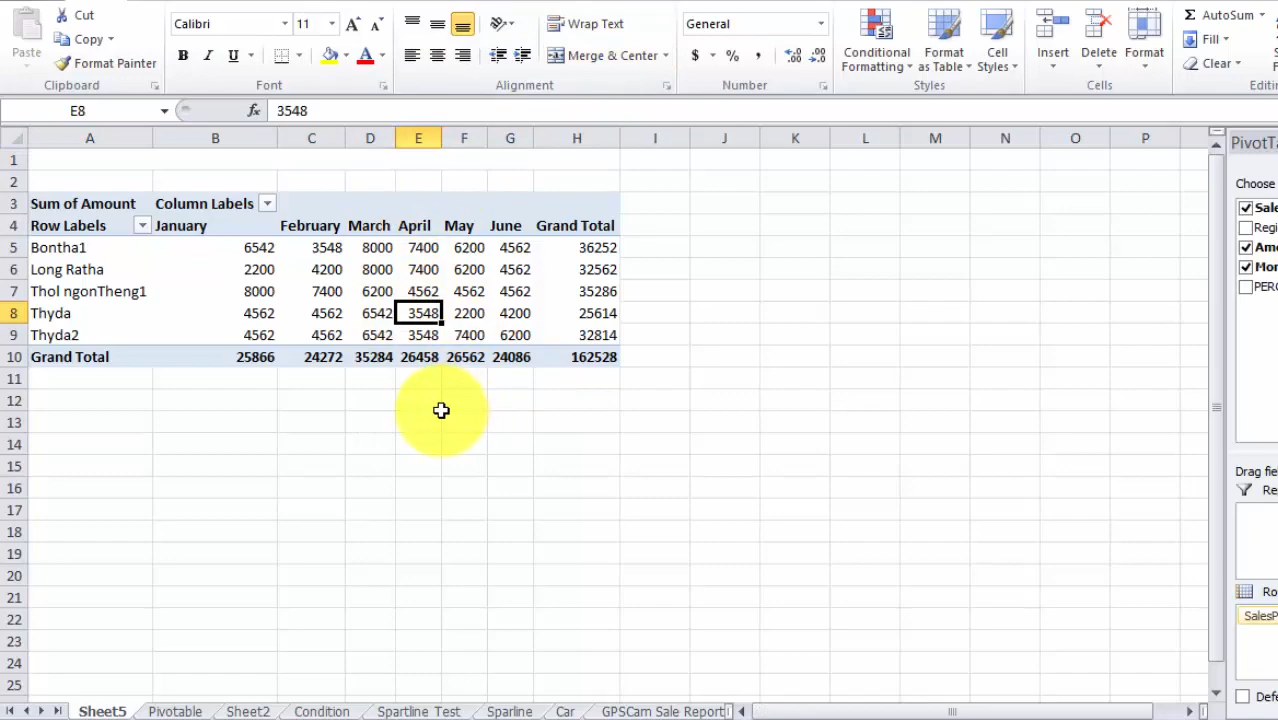 Cut
Copy
Paste
Format Painter
Clipboard
Calibri 11
A A
B I U A
Font
Wrap Text
Merge & Center
Alignment
General
$ % ,
Number
Conditional Formatting
Format as Table
Cell Styles
Styles
Insert
Delete
Format
Cells
Σ AutoSum
Fill
Clear
E8 fx 3548
A B C D E F G H I J K L M N O P
1
2
3 Sum of Amount Column Labels
4 Row Labels January February March April May June Grand Total
5 Bontha1 6542 3548 8000 7400 6200 4562 36252
6 Long Ratha 2200 4200 8000 7400 6200 4562 32562
7 Thol ngonTheng1 8000 7400 6200 4562 4562 4562 35286
8 Thyda 4562 4562 6542 3548 2200 4200 25614
9 Thyda2 4562 4562 6542 3548 7400 6200 32814
10 Grand Total 25866 24272 35284 26458 26562 24086 162528
11
12
13
14
15
16
17
18
19
20
21
22
23
24
25
PivotTa
Choose
Sale
Regi
Amo
Mon
PERC
Drag fie
Re
Ro
SalesP
Defe
Sheet5 Pivotable Sheet2 Condition Spartline Test Sparline Car GPSCam Sale Report